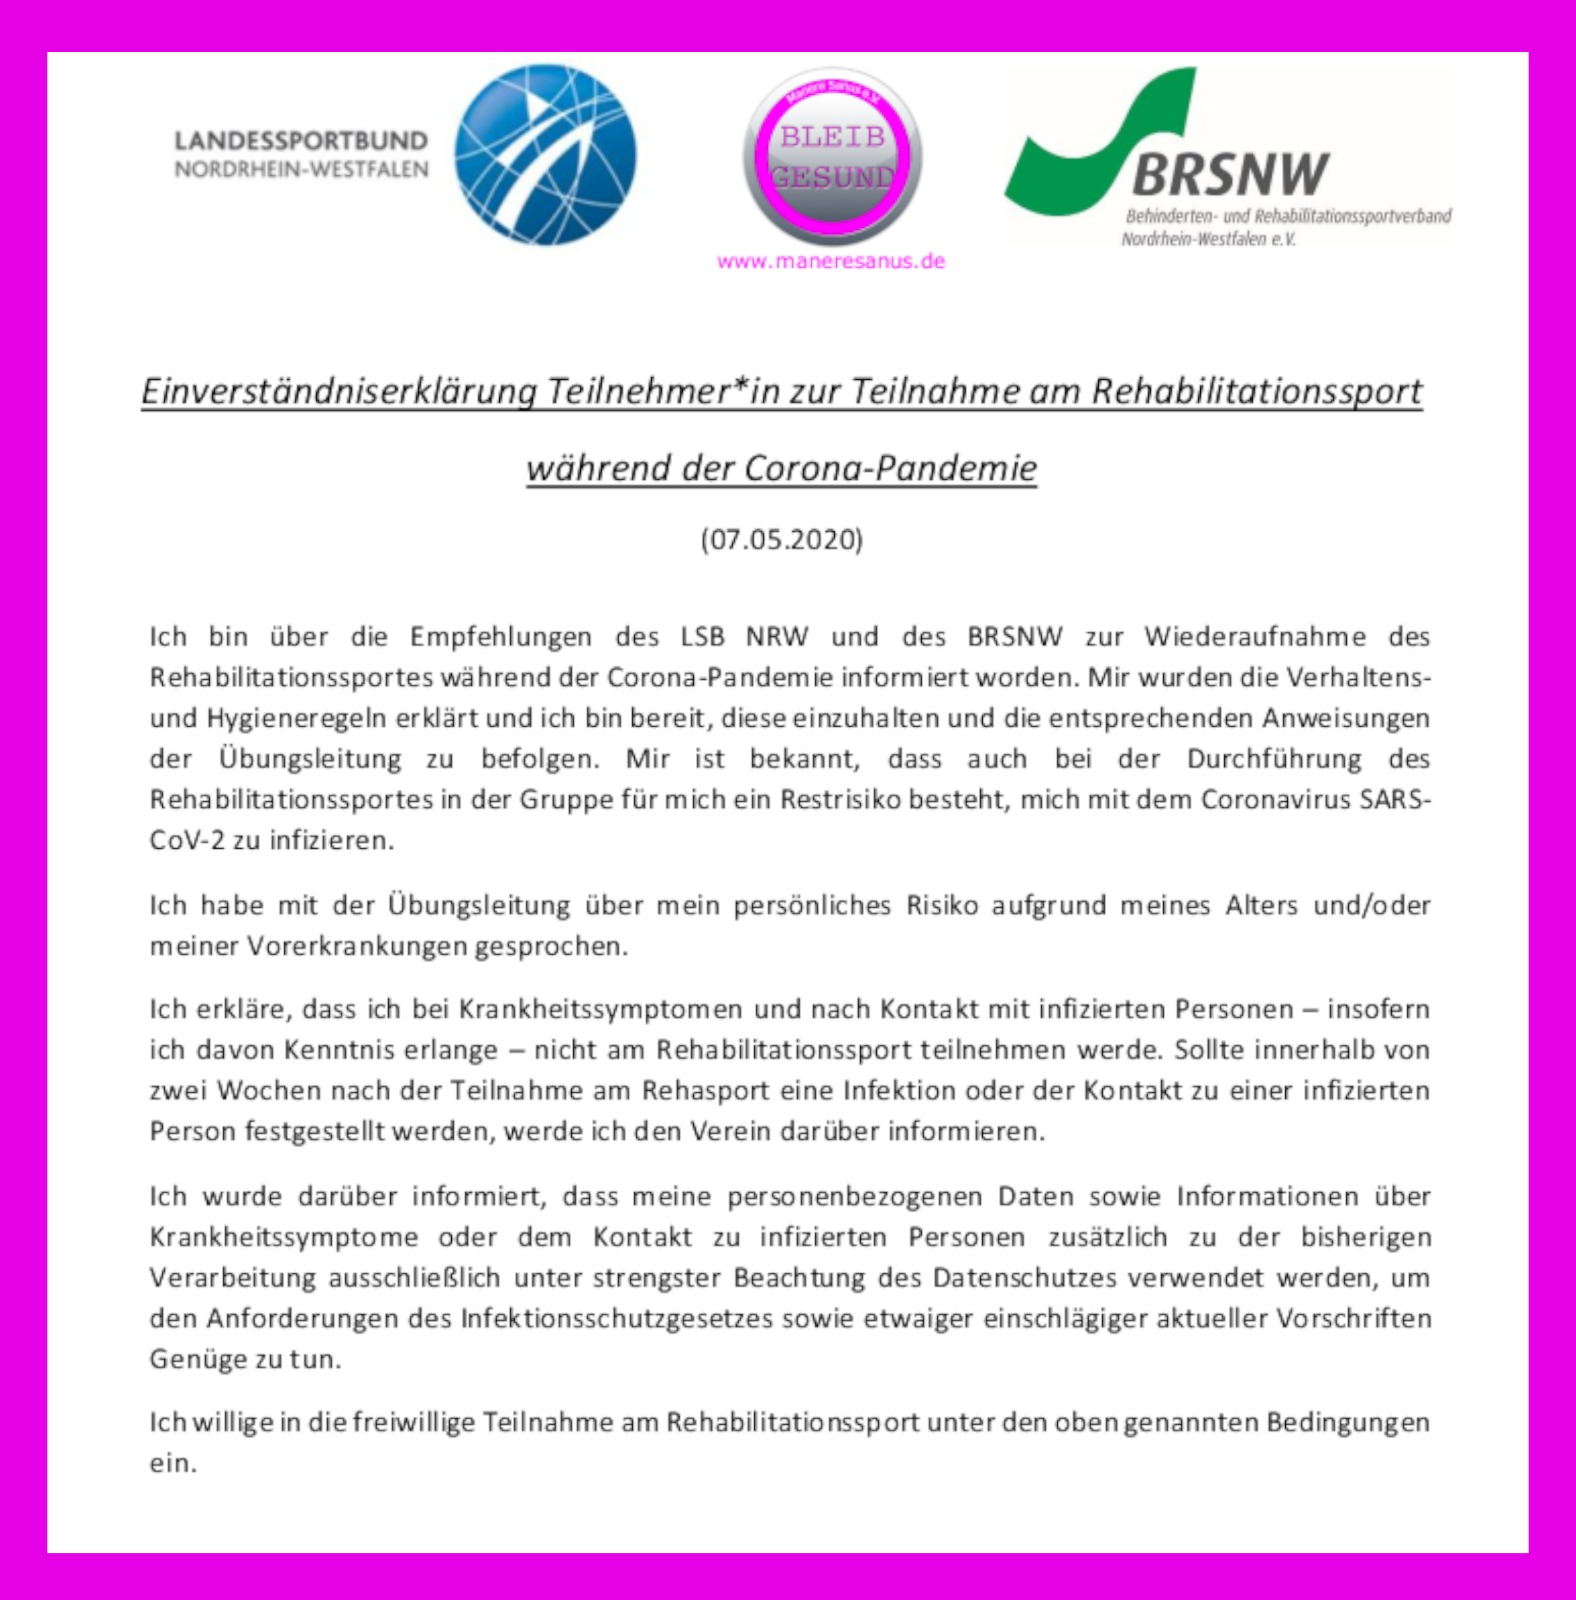 LANDESSPORTBUND
NORDRHEIN-WESTFALEN
Manere Sanus e.V.
BLEIB
GESUND
www.maneresanus.de
BRSNW
Behinderten- und Rehabilitationssportverband
Nordrhein-Westfalen e.V.
Einverständniserklärung Teilnehmer*in zur Teilnahme am Rehabilitationssport
während der Corona-Pandemie
(07.05.2020)
Ich bin über die Empfehlungen des LSB NRW und des BRSNW zur Wiederaufnahme des
Rehabilitationssportes während der Corona-Pandemie informiert worden. Mir wurden die Verhaltens-
und Hygieneregeln erklärt und ich bin bereit, diese einzuhalten und die entsprechenden Anweisungen
der Übungsleitung zu befolgen. Mir ist bekannt, dass auch bei der Durchführung des
Rehabilitationssportes in der Gruppe für mich ein Restrisiko besteht, mich mit dem Coronavirus SARS-
CoV-2 zu infizieren.
Ich habe mit der Übungsleitung über mein persönliches Risiko aufgrund meines Alters und/oder
meiner Vorerkrankungen gesprochen.
Ich erkläre, dass ich bei Krankheitssymptomen und nach Kontakt mit infizierten Personen – insofern
ich davon Kenntnis erlange – nicht am Rehabilitationssport teilnehmen werde. Sollte innerhalb von
zwei Wochen nach der Teilnahme am Rehasport eine Infektion oder der Kontakt zu einer infizierten
Person festgestellt werden, werde ich den Verein darüber informieren.
Ich wurde darüber informiert, dass meine personenbezogenen Daten sowie Informationen über
Krankheitssymptome oder dem Kontakt zu infizierten Personen zusätzlich zu der bisherigen
Verarbeitung ausschließlich unter strengster Beachtung des Datenschutzes verwendet werden, um
den Anforderungen des Infektionsschutzgesetzes sowie etwaiger einschlägiger aktueller Vorschriften
Genüge zu tun.
Ich willige in die freiwillige Teilnahme am Rehabilitationssport unter den oben genannten Bedingungen
ein.